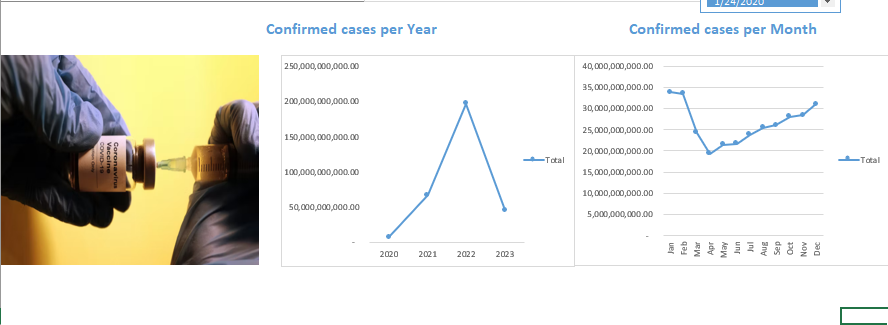 1/24/2020
Confirmed cases per Year
Confirmed cases per Month
Coronavirus
Vaccine
COVID-19
250,000,000,000.00
200,000,000,000.00
150,000,000,000.00
100,000,000,000.00
50,000,000,000.00
-
2020 2021 2022 2023
Total
40,000,000,000.00
35,000,000,000.00
30,000,000,000.00
25,000,000,000.00
20,000,000,000.00
15,000,000,000.00
10,000,000,000.00
5,000,000,000.00
-
Jan Feb Mar Apr May Jun Jul Aug Sep Oct Nov Dec
Total